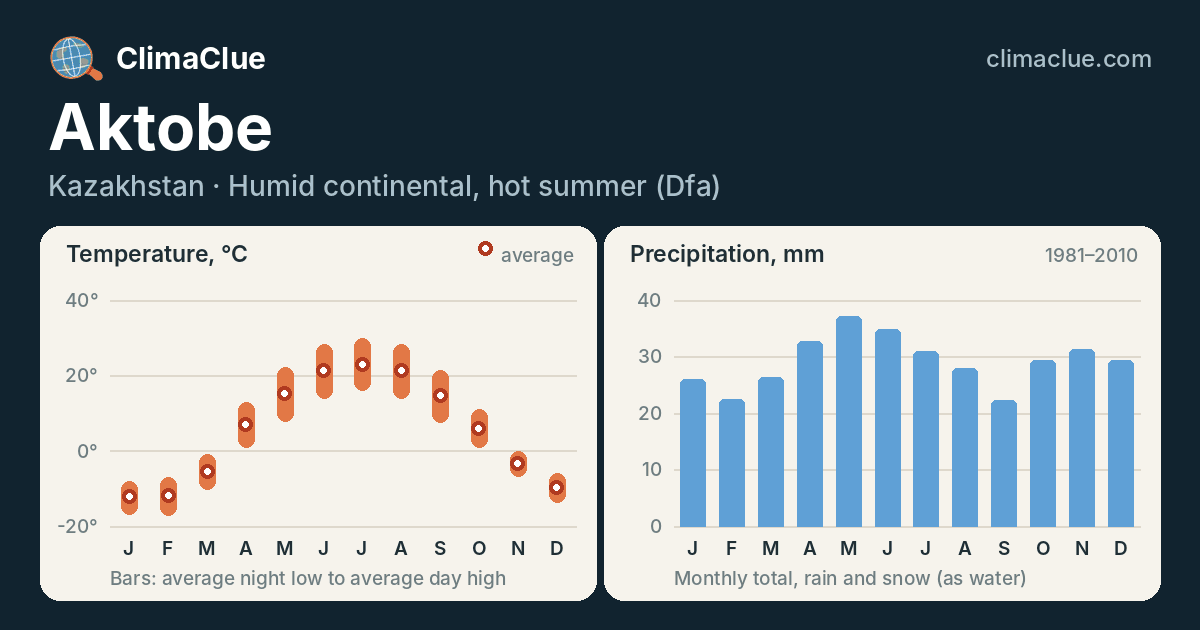 ClimaClue
climaclue.com
Aktobe
Kazakhstan · Humid continental, hot summer (Dfa)
Temperature, °C
average
40°
20°
0°
-20°
J F M A M J J A S O N D
Bars: average night low to average day high
Precipitation, mm
1981–2010
40
30
20
10
0
J F M A M J J A S O N D
Monthly total, rain and snow (as water)